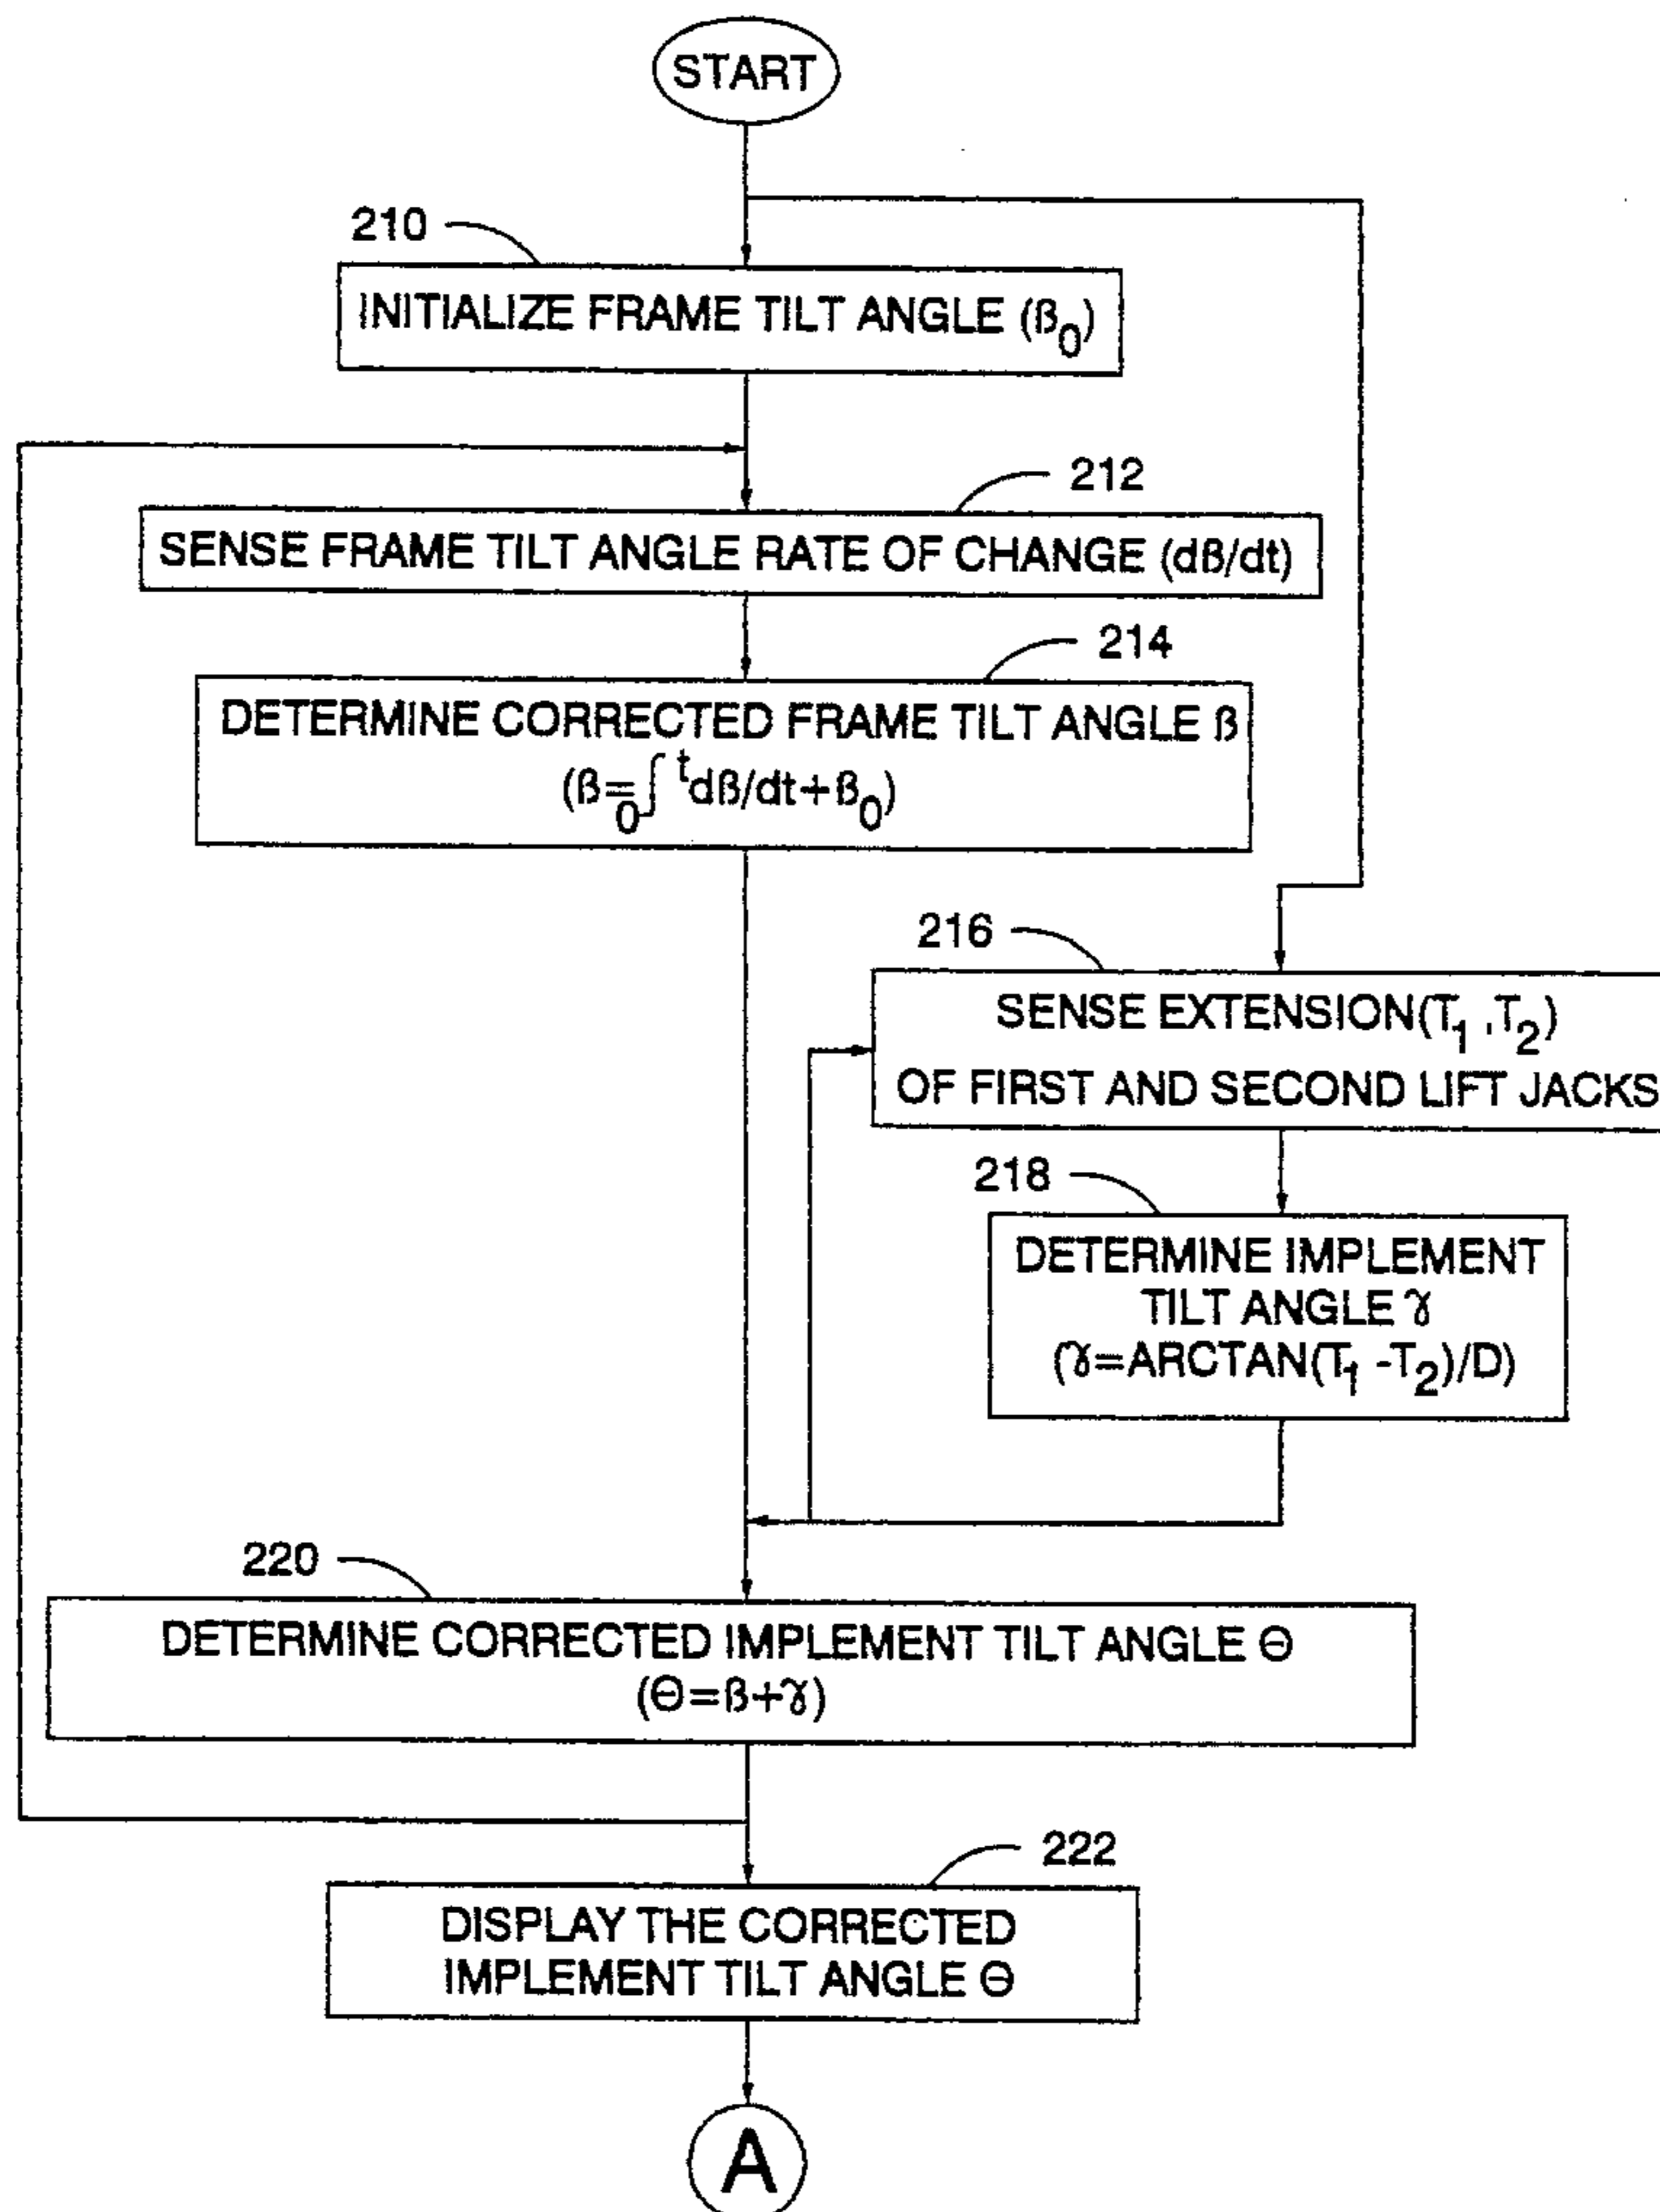 START
210
INITIALIZE FRAME TILT ANGLE (ß₀)
212
SENSE FRAME TILT ANGLE RATE OF CHANGE (dß/dt)
214
DETERMINE CORRECTED FRAME TILT ANGLE ß
(ß=₀∫ᵗdß/dt+ß₀)
216
SENSE EXTENSION(T₁ ,T₂)
OF FIRST AND SECOND LIFT JACKS
218
DETERMINE IMPLEMENT
TILT ANGLE γ
(γ=ARCTAN(T₁ -T₂)/D)
220
DETERMINE CORRECTED IMPLEMENT TILT ANGLE Θ
(Θ=ß+γ)
222
DISPLAY THE CORRECTED
IMPLEMENT TILT ANGLE Θ
A